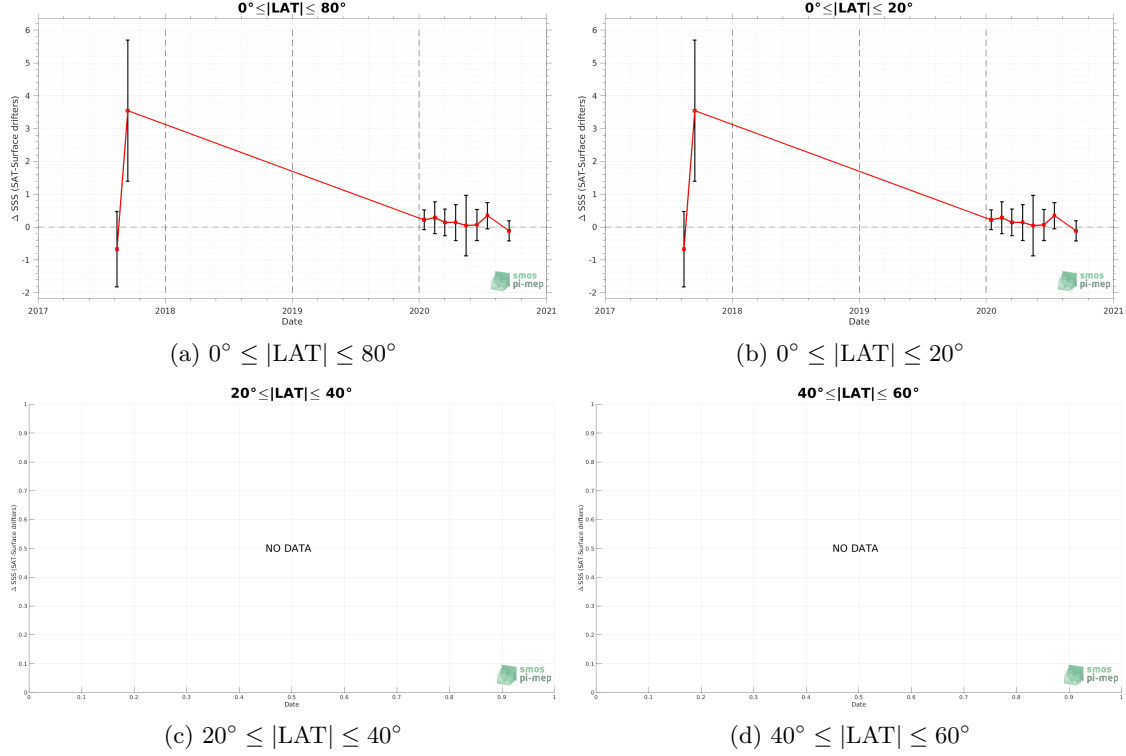 0°≤|LAT|≤ 80°
Δ SSS (SAT-Surface drifters)
6
5
4
3
2
1
0
-1
-2
2017
2018
2019
2020
2021
Date
smos
pi-mep
(a) 0° ≤ |LAT| ≤ 80°
0°≤|LAT|≤ 20°
Δ SSS (SAT-Surface drifters)
6
5
4
3
2
1
0
-1
-2
2017
2018
2019
2020
2021
Date
smos
pi-mep
(b) 0° ≤ |LAT| ≤ 20°
20°≤|LAT|≤ 40°
Δ SSS (SAT-Surface drifters)
1
0.9
0.8
0.7
0.6
0.5
0.4
0.3
0.2
0.1
0
NO DATA
0
0.1
0.2
0.3
0.4
0.5
0.6
0.7
0.8
0.9
1
Date
smos
pi-mep
(c) 20° ≤ |LAT| ≤ 40°
40°≤|LAT|≤ 60°
Δ SSS (SAT-Surface drifters)
1
0.9
0.8
0.7
0.6
0.5
0.4
0.3
0.2
0.1
0
NO DATA
0
0.1
0.2
0.3
0.4
0.5
0.6
0.7
0.8
0.9
1
Date
smos
pi-mep
(d) 40° ≤ |LAT| ≤ 60°